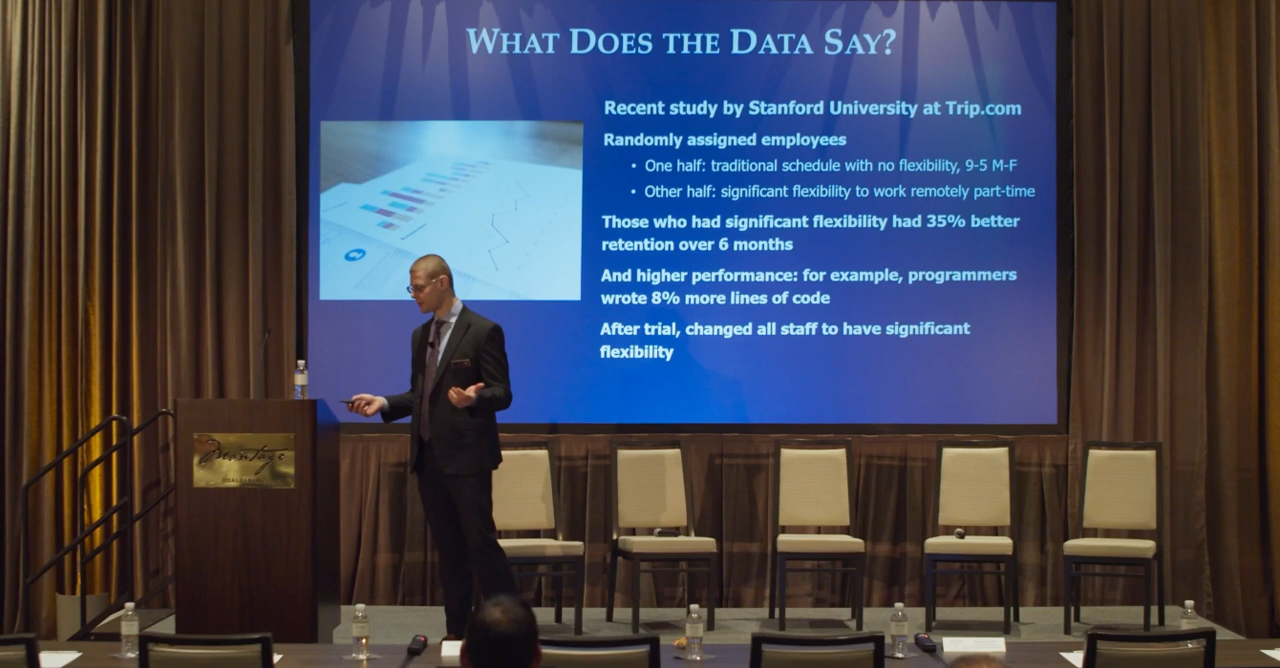 WHAT DOES THE DATA SAY?
Recent study by Stanford University at Trip.com
Randomly assigned employees
• One half: traditional schedule with no flexibility, 9-5 M-F
• Other half: significant flexibility to work remotely part-time
Those who had significant flexibility had 35% better
retention over 6 months
And higher performance: for example, programmers
wrote 8% more lines of code
After trial, changed all staff to have significant
flexibility
Montage